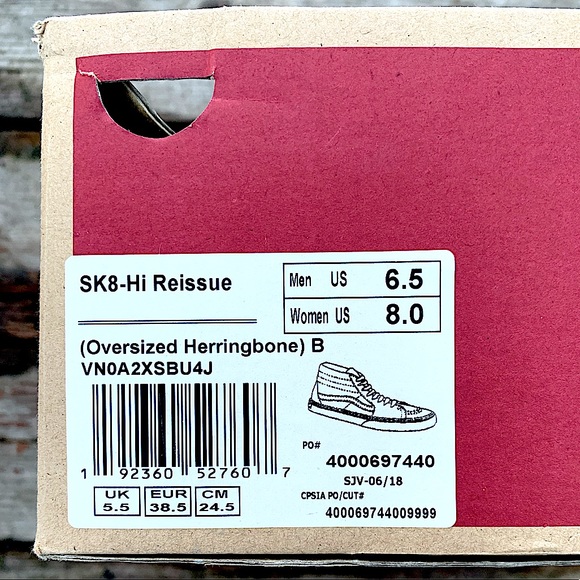 SK8-Hi Reissue
Men US 6.5
Women US 8.0
(Oversized Herringbone) B
VN0A2XSBU4J
1 92360 52760 7
PO#
4000697440
SJV-06/18
CPSIA PO/CUT#
400069744009999
UK 5.5
EUR 38.5
CM 24.5